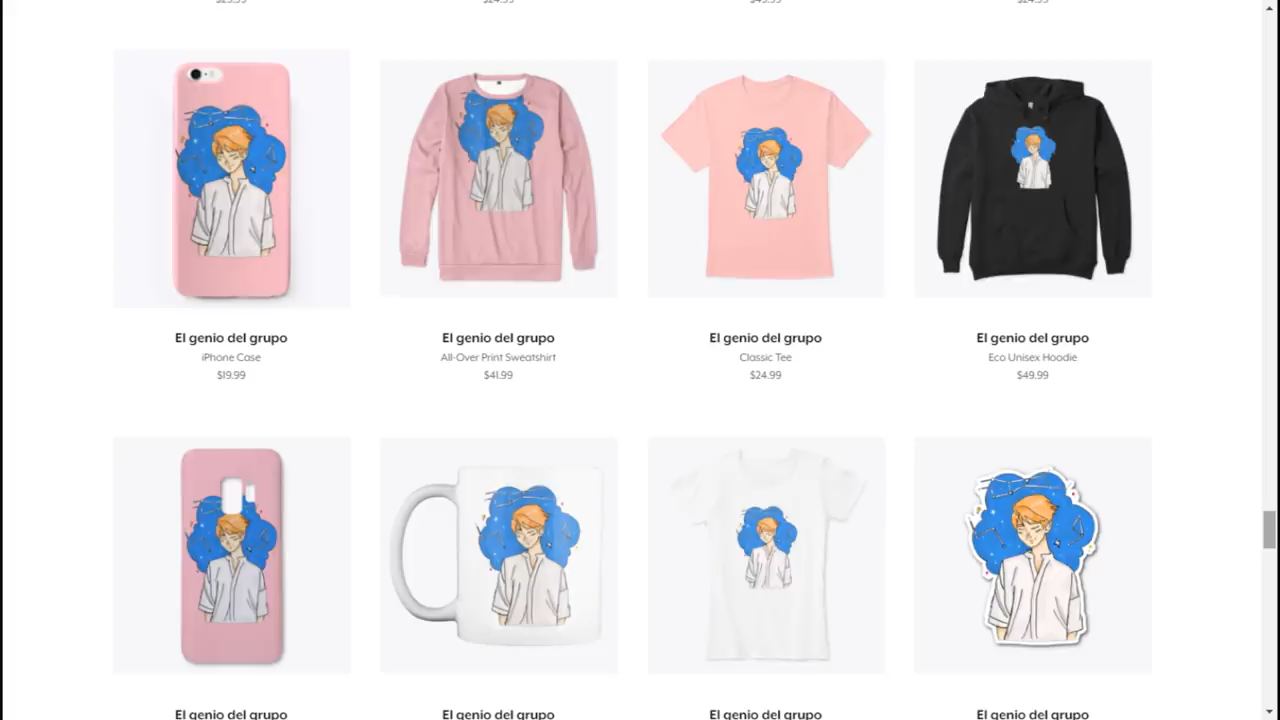 El genio del grupo
iPhone Case
$19.99
El genio del grupo
All-Over Print Sweatshirt
$41.99
El genio del grupo
Classic Tee
$24.99
El genio del grupo
Eco Unisex Hoodie
$49.99
El genio del grupo
El genio del grupo
El genio del grupo
El genio del grupo